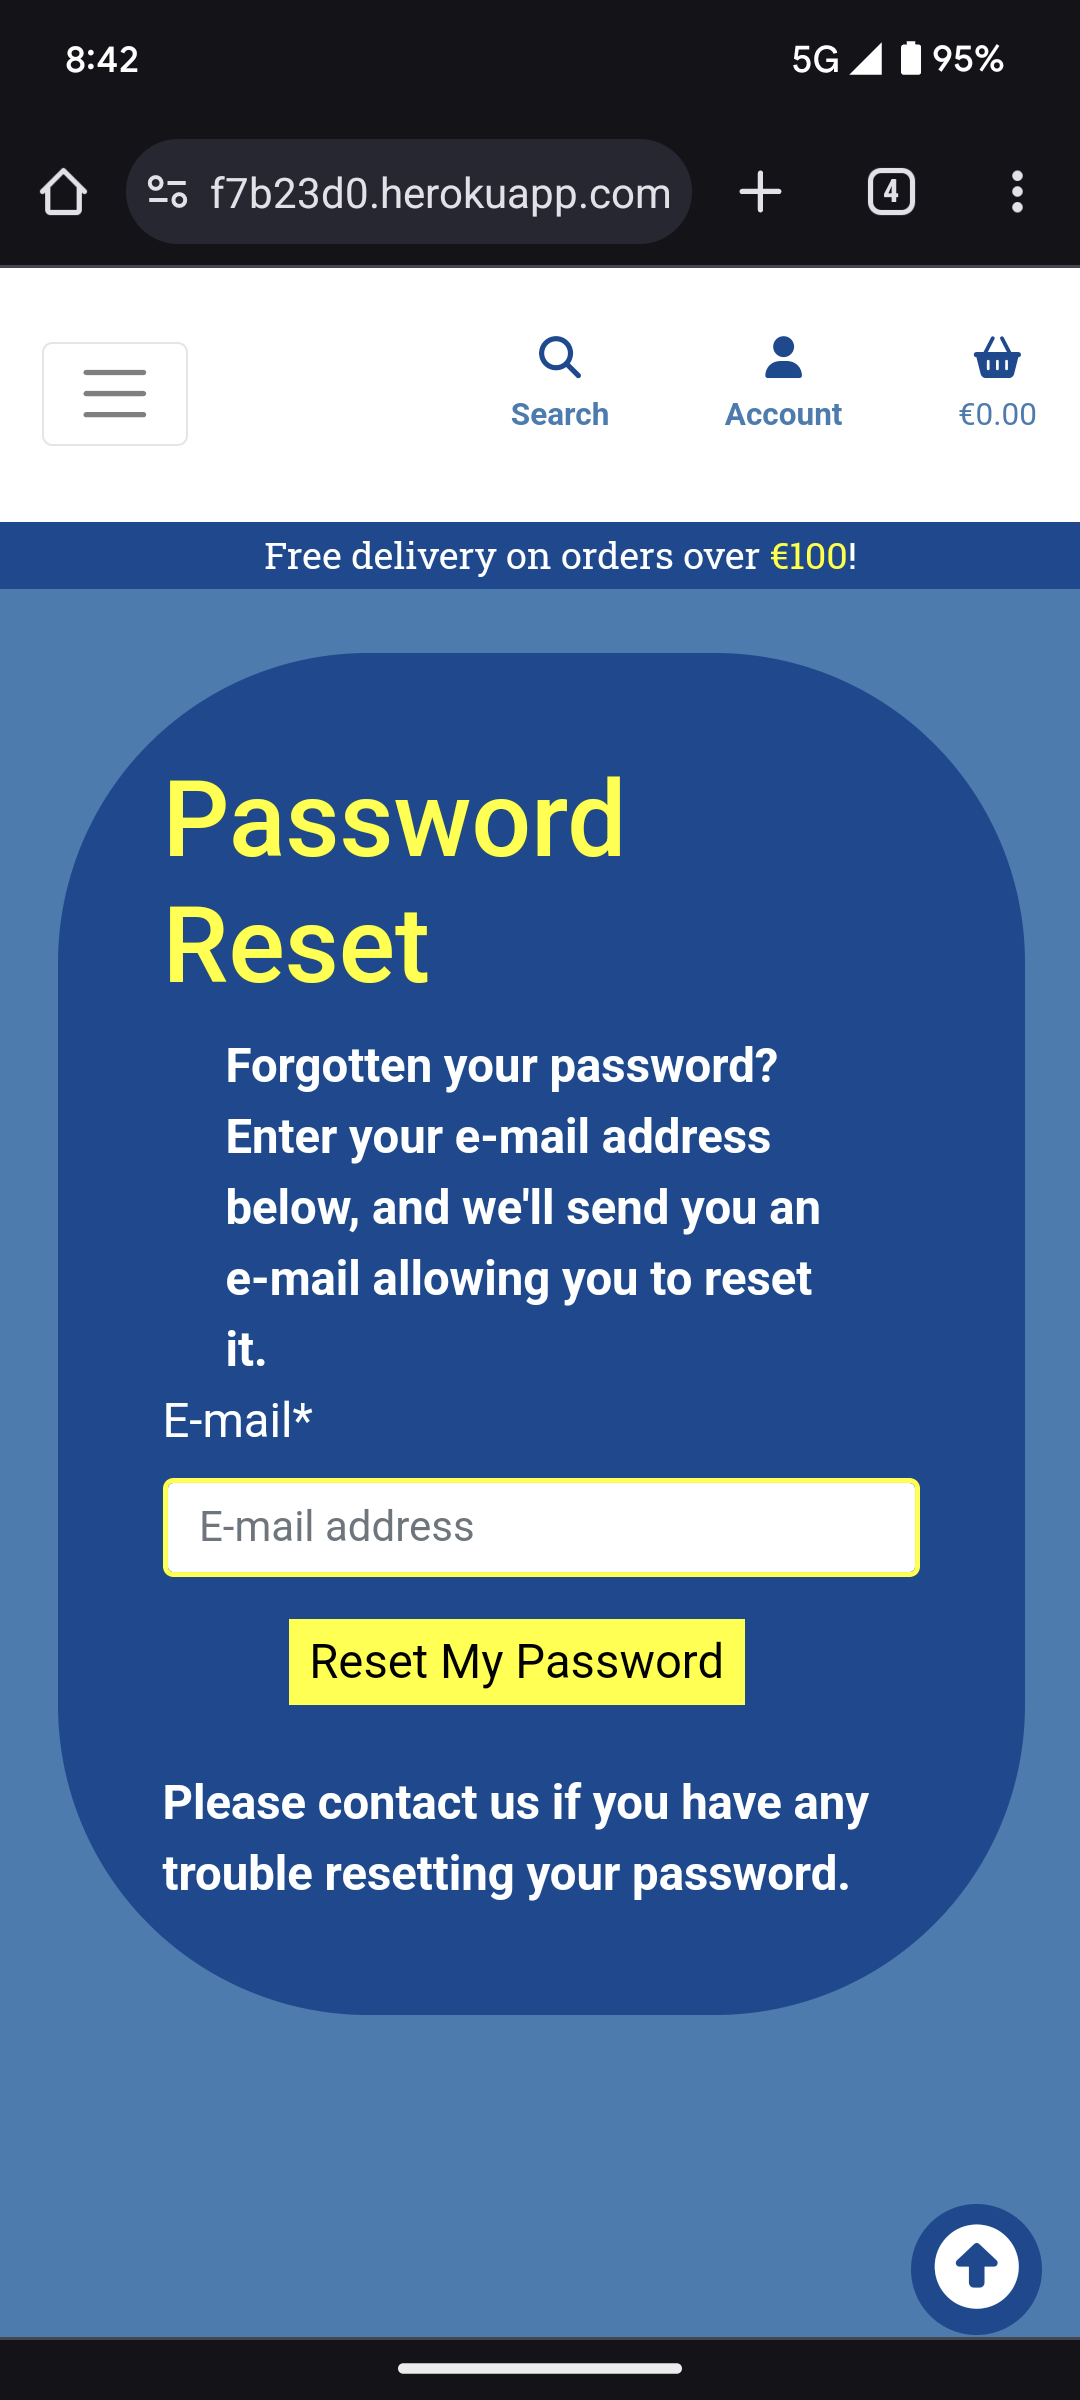 8:42
5G 95%
f7b23d0.herokuapp.com
4
Search
Account
€0.00
Free delivery on orders over €100!
Password
Reset
Forgotten your password?
Enter your e-mail address
below, and we'll send you an
e-mail allowing you to reset
it.
E-mail*
E-mail address
Reset My Password
Please contact us if you have any
trouble resetting your password.